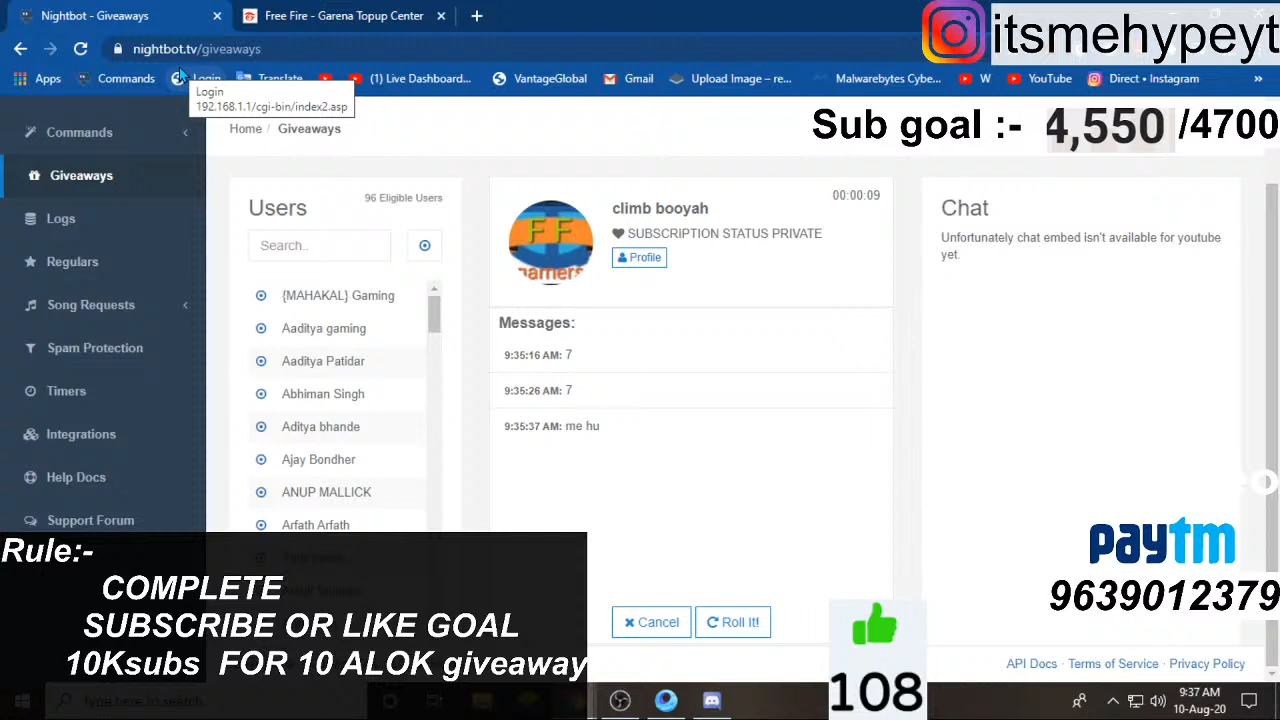 Nightbot - Giveaways
Free Fire - Garena Topup Center
nightbot.tv/giveaways
itsmehypeyt
Apps
Commands
Login
Translate
(1) Live Dashboard...
VantageGlobal
Gmail
Upload Image – re...
Malwarebytes Cybe...
W
YouTube
Direct • Instagram
»
Login
192.168.1.1/cgi-bin/index2.asp
Sub goal :- 4,550 /4700
Commands
Giveaways
Logs
Regulars
Song Requests
Spam Protection
Timers
Integrations
Help Docs
Support Forum
Home / Giveaways
Users
96 Eligible Users
Search..
{MAHAKAL} Gaming
Aaditya gaming
Aaditya Patidar
Abhiman Singh
Aditya bhande
Ajay Bondher
ANUP MALLICK
Arfath Arfath
FF
gamers
climb booyah
00:00:09
SUBSCRIPTION STATUS PRIVATE
Profile
Messages:
9:35:16 AM: 7
9:35:26 AM: 7
9:35:37 AM: me hu
Cancel
Roll It!
Chat
Unfortunately chat embed isn't available for youtube
yet.
paytm
9639012379
API Docs · Terms of Service · Privacy Policy
Rule:-
COMPLETE
SUBSCRIBE OR LIKE GOAL
10Ksubs FOR 10 ALOK giveaway
108
Type here to search
9:37 AM
10-Aug-20